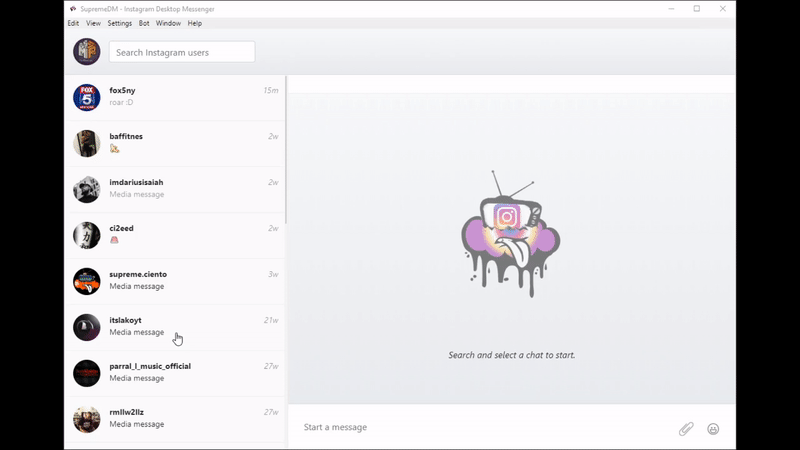 SupremeDM - Instagram Desktop Messenger
Edit View Settings Bot Window Help
Search Instagram users
fox5ny 15m
roar :D
baffitnes 2w
imdariusisaiah 2w
Media message
ci2eed 2w
supreme.ciento 3w
Media message
itslakoyt 21w
Media message
parral_l_music_official 27w
Media message
rmllw2llz 27w
Media message
FOX
5
Search and select a chat to start.
Start a message